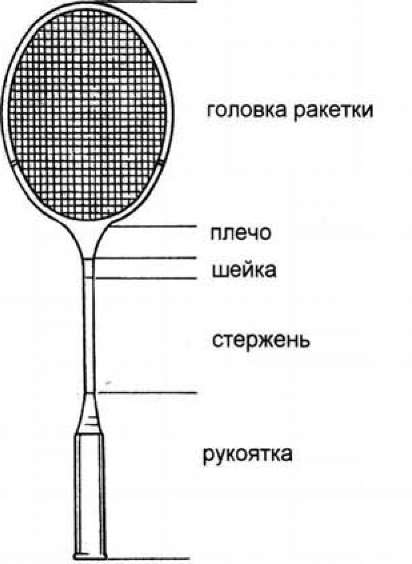 головка ракетки
плечо
шейка
стержень
рукоятка